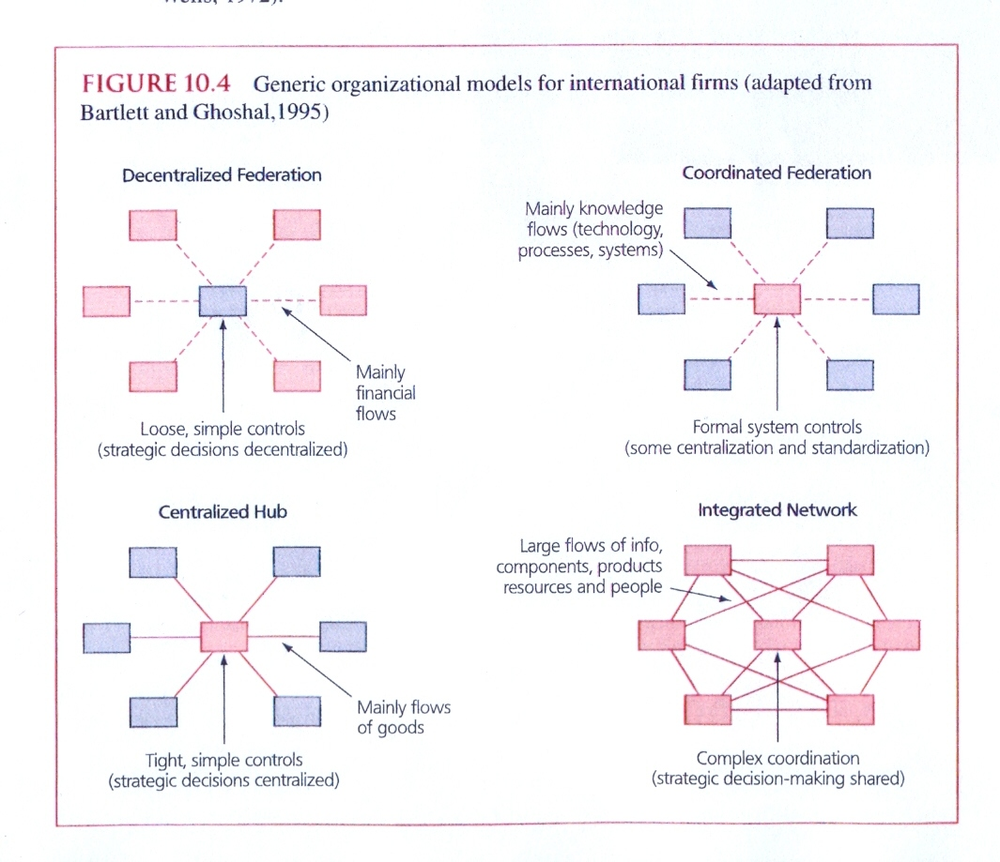 FIGURE 10.4 Generic organizational models for international firms (adapted from
Bartlett and Ghoshal,1995)
Decentralized Federation
Mainly
financial
flows
Loose, simple controls
(strategic decisions decentralized)
Coordinated Federation
Mainly knowledge
flows (technology,
processes, systems)
Formal system controls
(some centralization and standardization)
Centralized Hub
Mainly flows
of goods
Tight, simple controls
(strategic decisions centralized)
Integrated Network
Large flows of info,
components, products
resources and people
Complex coordination
(strategic decision-making shared)